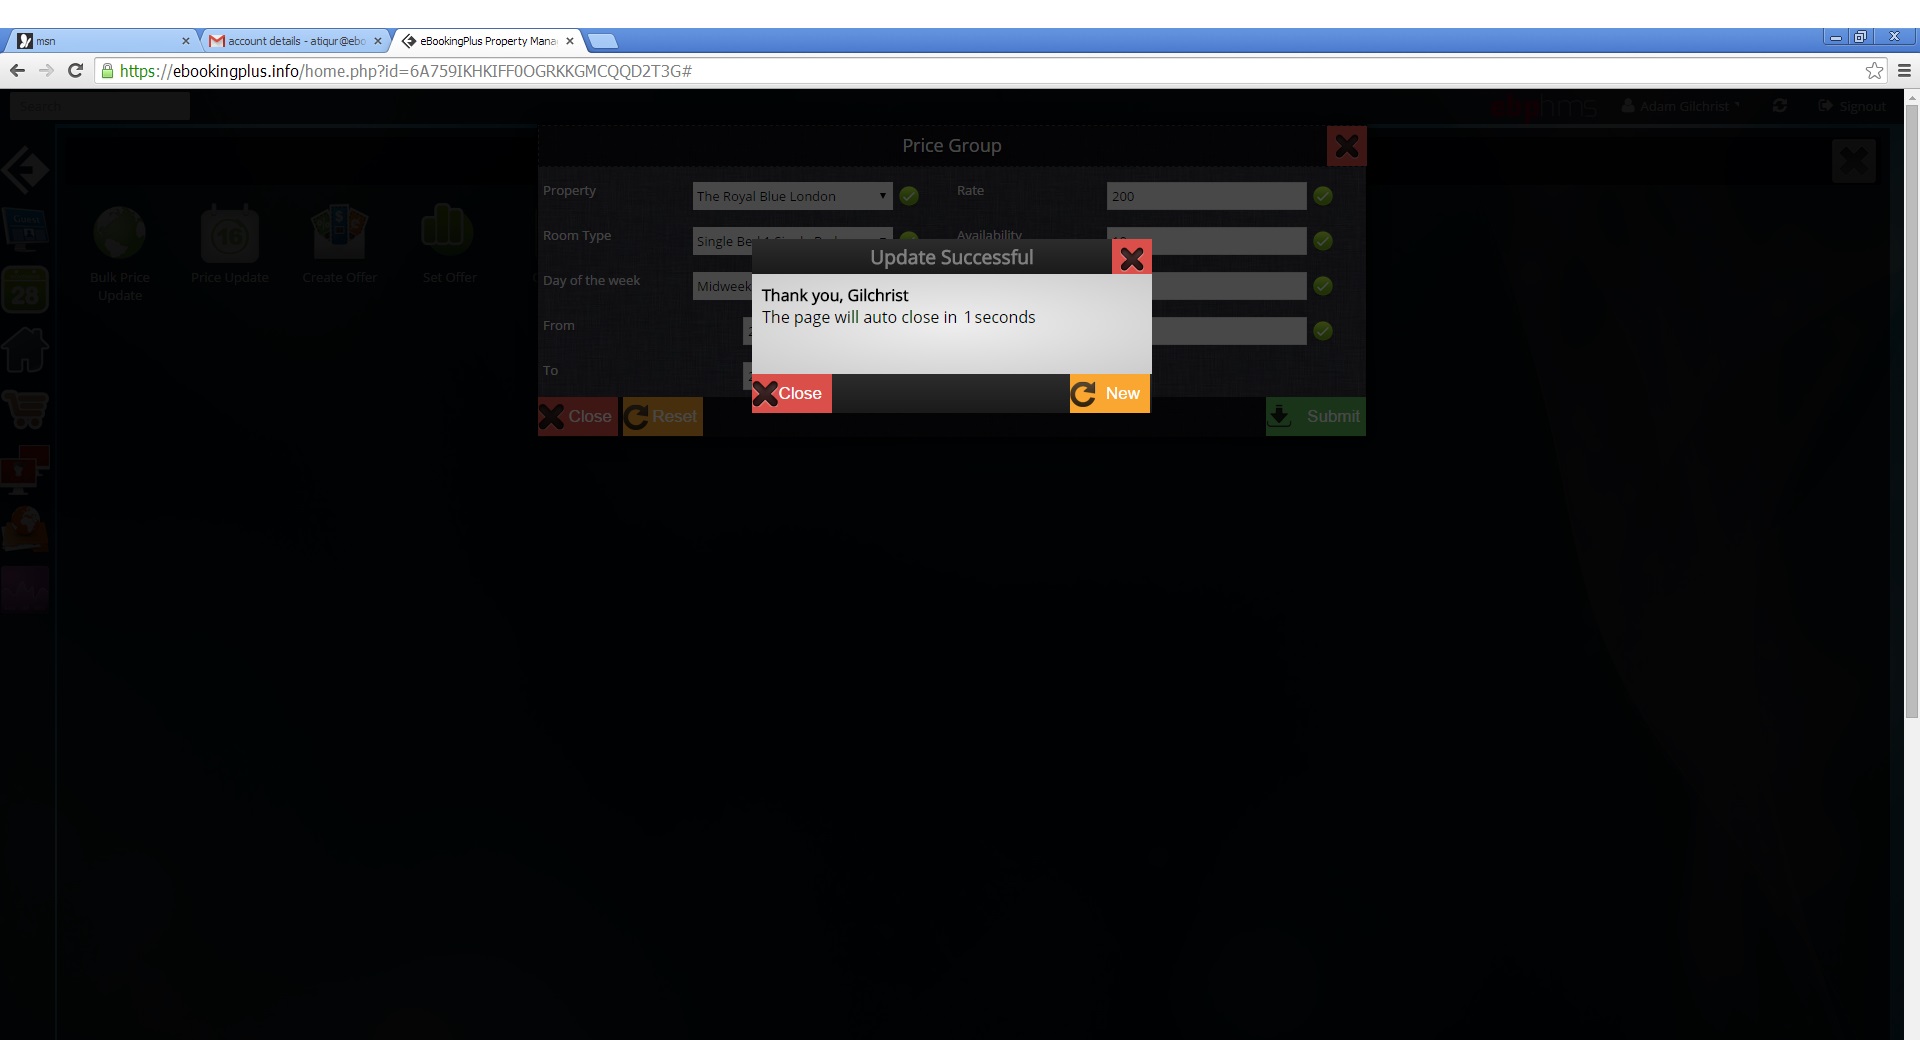 msn
account details - atiqur@ebo
eBookingPlus Property Mana
https://ebookingplus.info/home.php?id=6A759IKHKIFF0OGRKKGMCQQD2T3G#
Search
ebphms
Adam Gilchrist
Signout
Price Group
Property
The Royal Blue London
Rate
200
Room Type
Availability
Day of the week
Midweek
From
To
Bulk Price
Update
16
Price Update
Create Offer
Set Offer
28
Update Successful
Thank you, Gilchrist
The page will auto close in 1 seconds
Close
New
Close
Reset
Submit